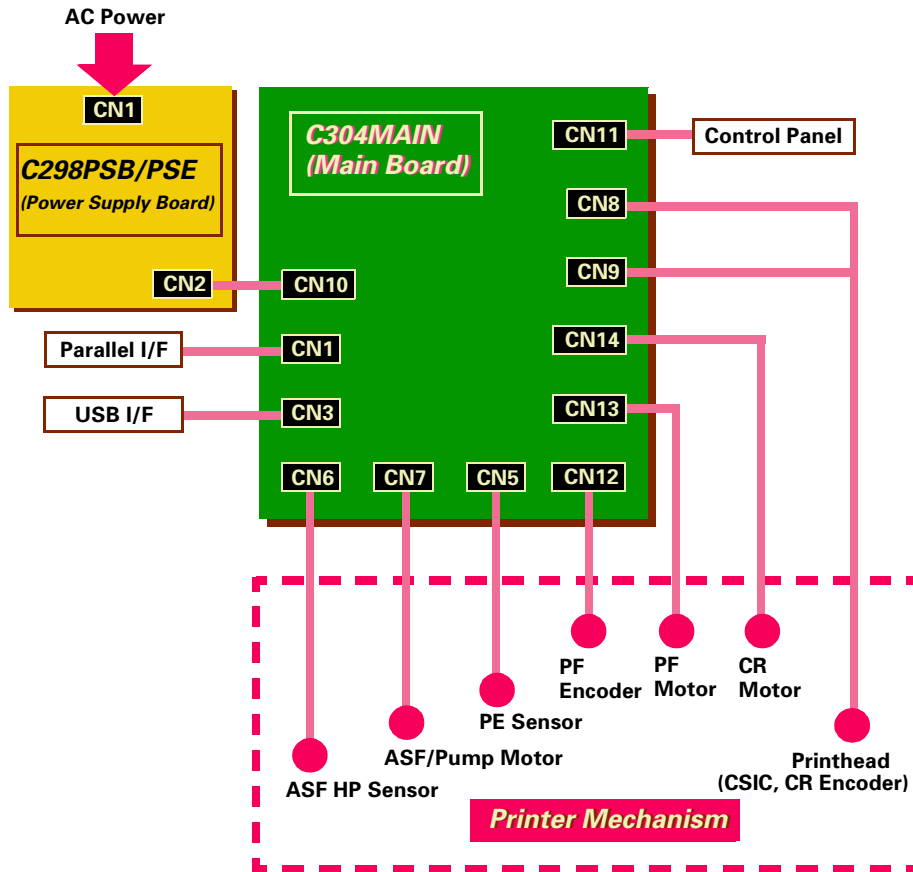 AC Power
CN1
C298PSB/PSE
(Power Supply Board)
CN2
C304MAIN
(Main Board)
CN11
Control Panel
CN8
CN9
CN10
CN14
Parallel I/F
CN1
CN13
USB I/F
CN3
CN6
CN7
CN5
CN12
PF
Encoder
PF
Motor
CR
Motor
PE Sensor
ASF/Pump Motor
ASF HP Sensor
Printhead
(CSIC, CR Encoder)
Printer Mechanism